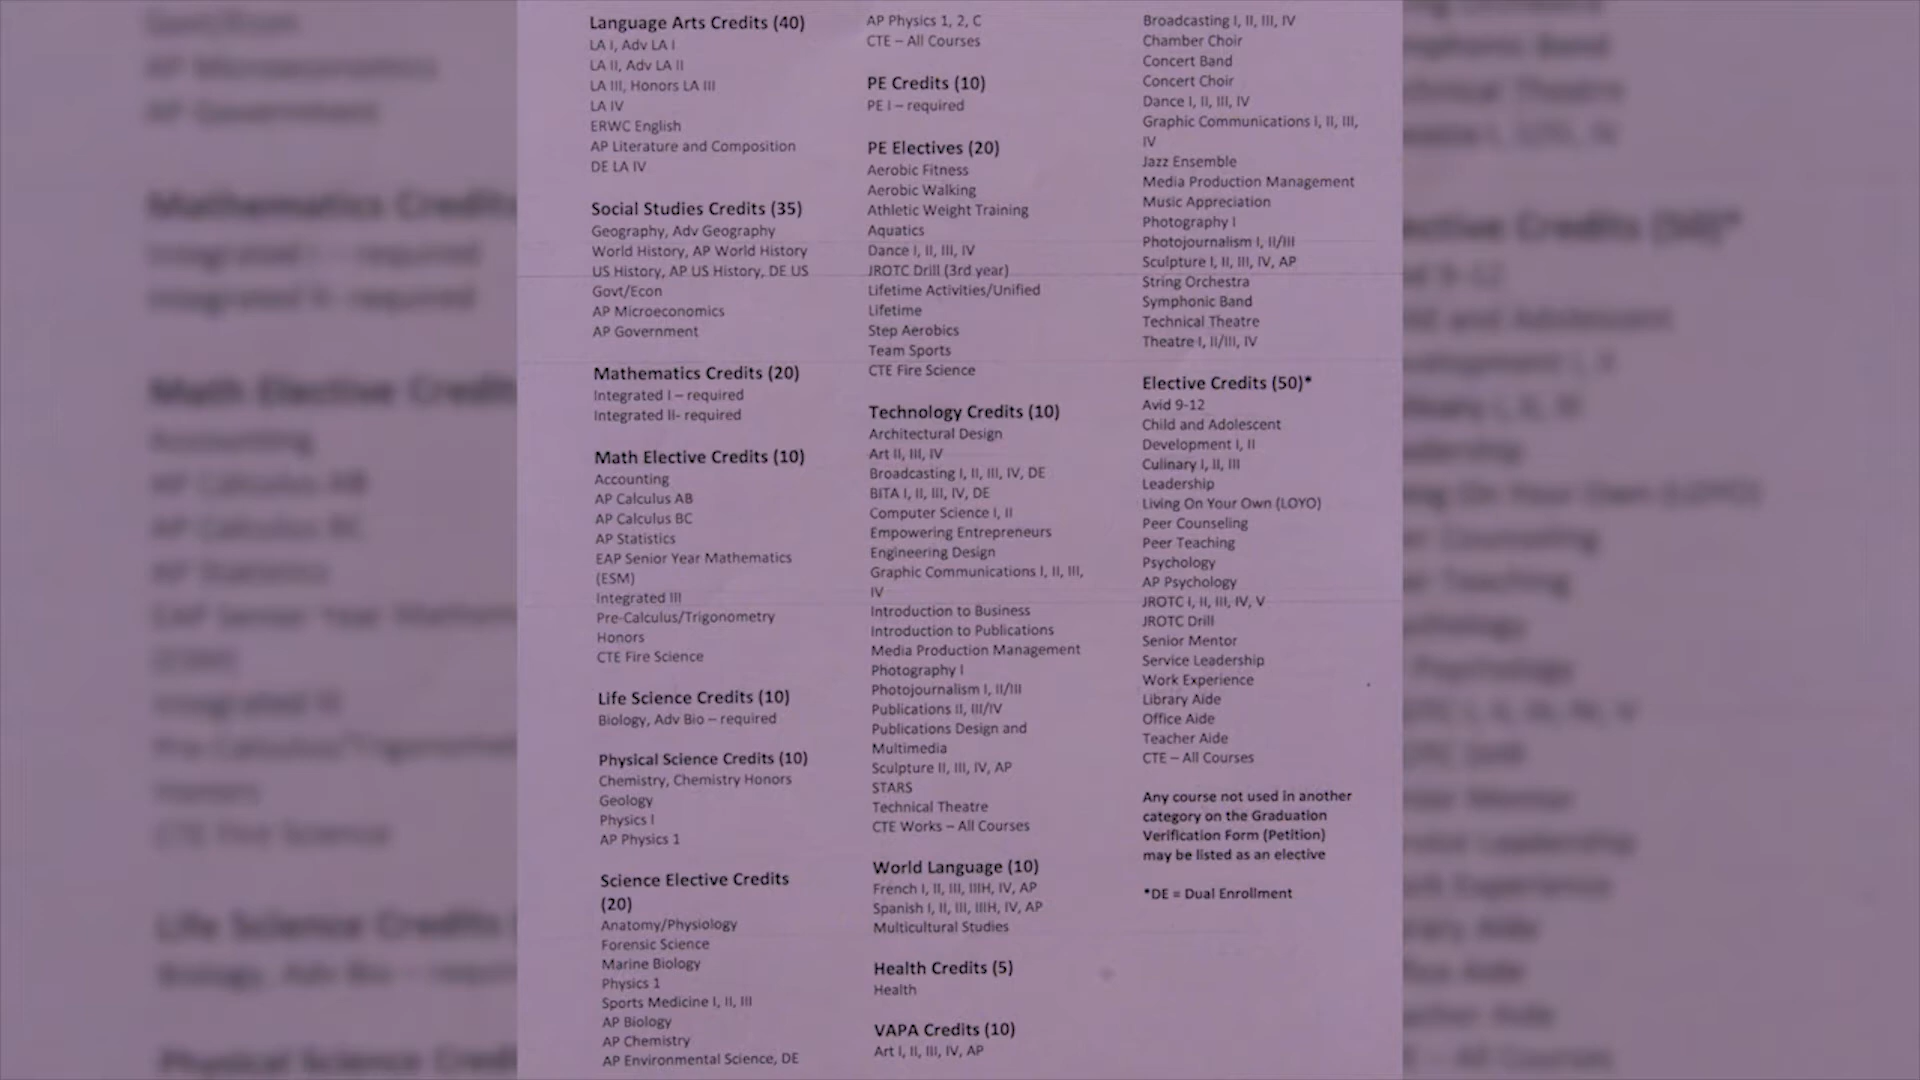 Language Arts Credits (40)
LA I, Adv LA I
LA II, Adv LA II
LA III, Honors LA III
LA IV
ERWC English
AP Literature and Composition
DE LA IV
Social Studies Credits (35)
Geography, Adv Geography
World History, AP World History
US History, AP US History, DE US
Govt/Econ
AP Microeconomics
AP Government
Mathematics Credits (20)
Integrated I – required
Integrated II- required
Math Elective Credits (10)
Accounting
AP Calculus AB
AP Calculus BC
AP Statistics
EAP Senior Year Mathematics
(ESM)
Integrated III
Pre-Calculus/Trigonometry
Honors
CTE Fire Science
Life Science Credits (10)
Biology, Adv Bio – required
Physical Science Credits (10)
Chemistry, Chemistry Honors
Geology
Physics I
AP Physics 1
Science Elective Credits
(20)
Anatomy/Physiology
Forensic Science
Marine Biology
Physics 1
Sports Medicine I, II, III
AP Biology
AP Chemistry
AP Environmental Science, DE
AP Physics 1, 2, C
CTE – All Courses
PE Credits (10)
PE I – required
PE Electives (20)
Aerobic Fitness
Aerobic Walking
Athletic Weight Training
Aquatics
Dance I, II, III, IV
JROTC Drill (3rd year)
Lifetime Activities/Unified
Lifetime
Step Aerobics
Team Sports
CTE Fire Science
Technology Credits (10)
Architectural Design
Art II, III, IV
Broadcasting I, II, III, IV, DE
BITA I, II, III, IV, DE
Computer Science I, II
Empowering Entrepreneurs
Engineering Design
Graphic Communications I, II, III,
IV
Introduction to Business
Introduction to Publications
Media Production Management
Photography I
Photojournalism I, II/III
Publications II, III/IV
Publications Design and
Multimedia
Sculpture II, III, IV, AP
STARS
Technical Theatre
CTE Works – All Courses
World Language (10)
French I, II, III, IIIH, IV, AP
Spanish I, II, III, IIIH, IV, AP
Multicultural Studies
Health Credits (5)
Health
VAPA Credits (10)
Art I, II, III, IV, AP
Broadcasting I, II, III, IV
Chamber Choir
Concert Band
Concert Choir
Dance I, II, III, IV
Graphic Communications I, II, III,
IV
Jazz Ensemble
Media Production Management
Music Appreciation
Photography I
Photojournalism I, II/III
Sculpture I, II, III, IV, AP
String Orchestra
Symphonic Band
Technical Theatre
Theatre I, II/III, IV
Elective Credits (50)*
Avid 9-12
Child and Adolescent
Development I, II
Culinary I, II, III
Leadership
Living On Your Own (LOYO)
Peer Counseling
Peer Teaching
Psychology
AP Psychology
JROTC I, II, III, IV, V
JROTC Drill
Senior Mentor
Service Leadership
Work Experience
Library Aide
Office Aide
Teacher Aide
CTE – All Courses
Any course not used in another
category on the Graduation
Verification Form (Petition)
may be listed as an elective
*DE = Dual Enrollment